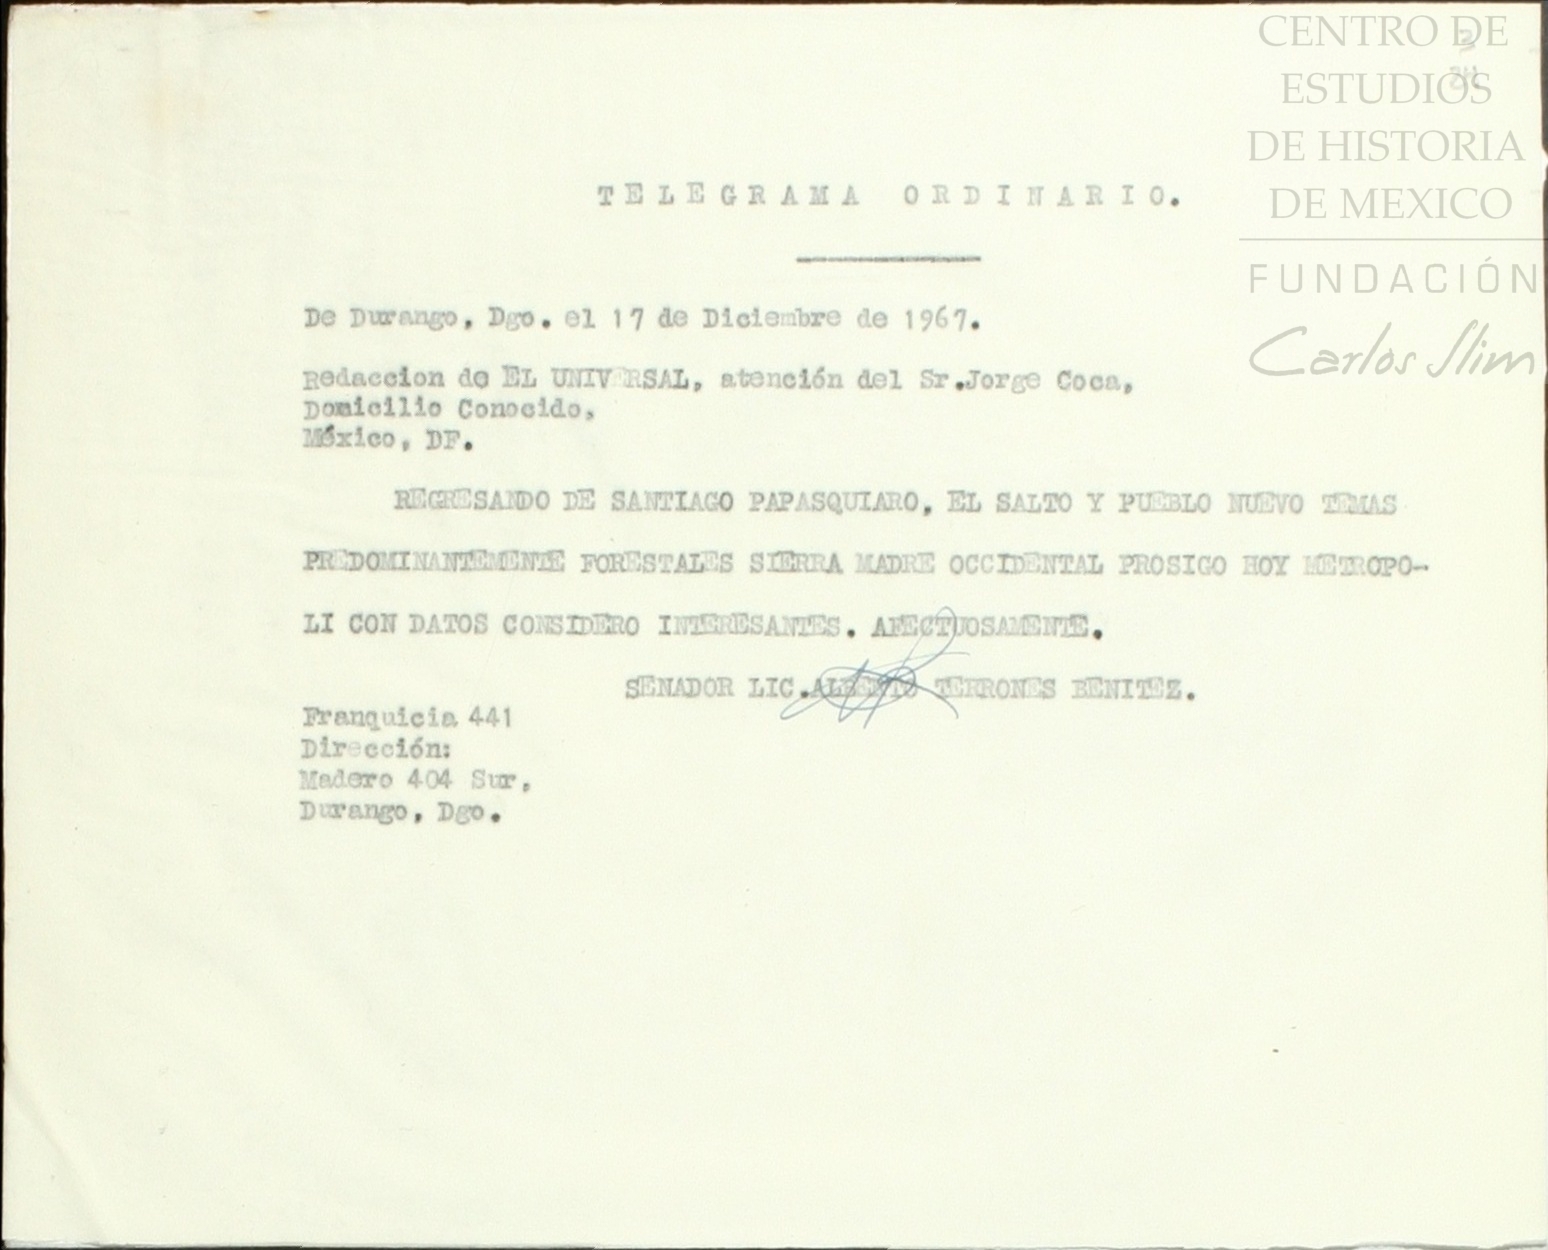 CENTRO DE
ESTUDIOS
DE HISTORIA
DE MEXICO
FUNDACIÓN
Carlos Slim
TELEGRAMA ORDINARIO.
De Durango, Dgo. el 17 de Diciembre de 1967.
Redaccion de EL UNIVERSAL, atención del Sr.Jorge Coca,
Domicilio Conocido,
México, DF.
REGRESANDO DE SANTIAGO PAPASQUIARO, EL SALTO Y PUEBLO NUEVO TEMAS
PREDOMINANTEMENTE FORESTALES SIERRA MADRE OCCIDENTAL PROSIGO HOY METROPO-
LI CON DATOS CONSIDERO INTERESANTES. AFECTUOSAMENTE.
SENADOR LIC.ALBERTO TERRONES BENITEZ.
Franquicia 441
Dirección:
Madero 404 Sur,
Durango, Dgo.